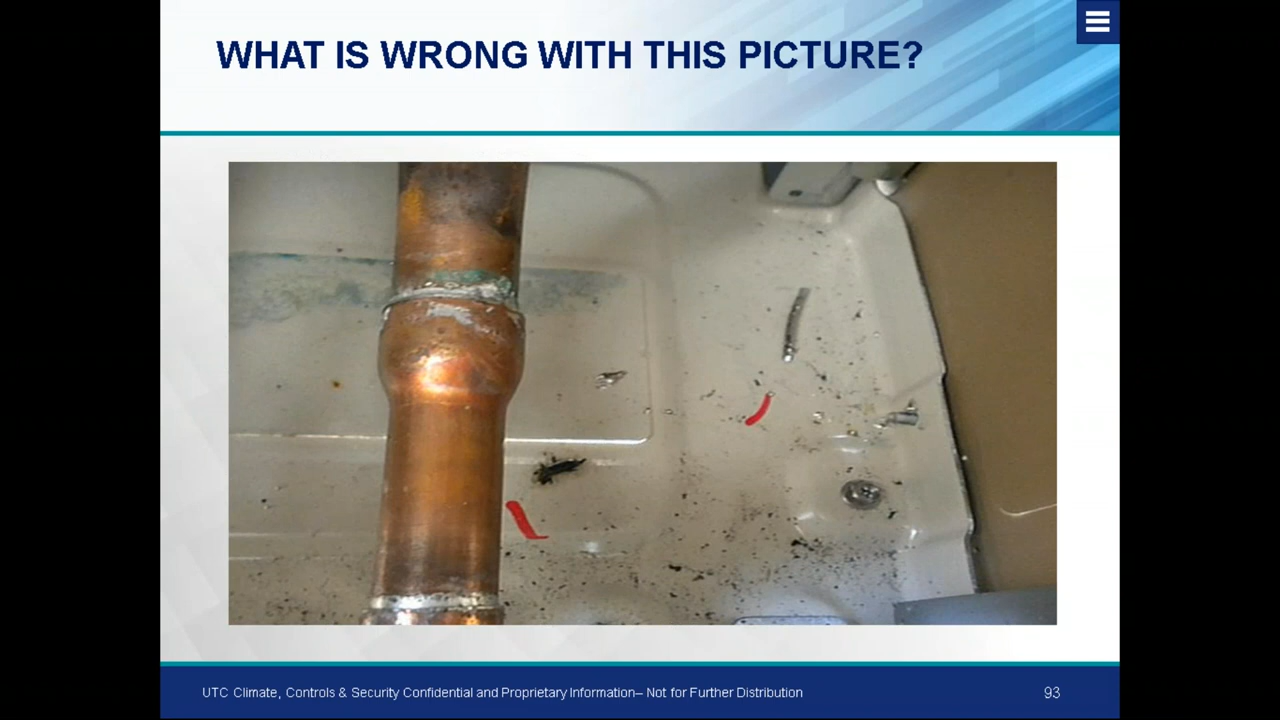 WHAT IS WRONG WITH THIS PICTURE?
UTC Climate, Controls & Security Confidential and Proprietary Information– Not for Further Distribution
93